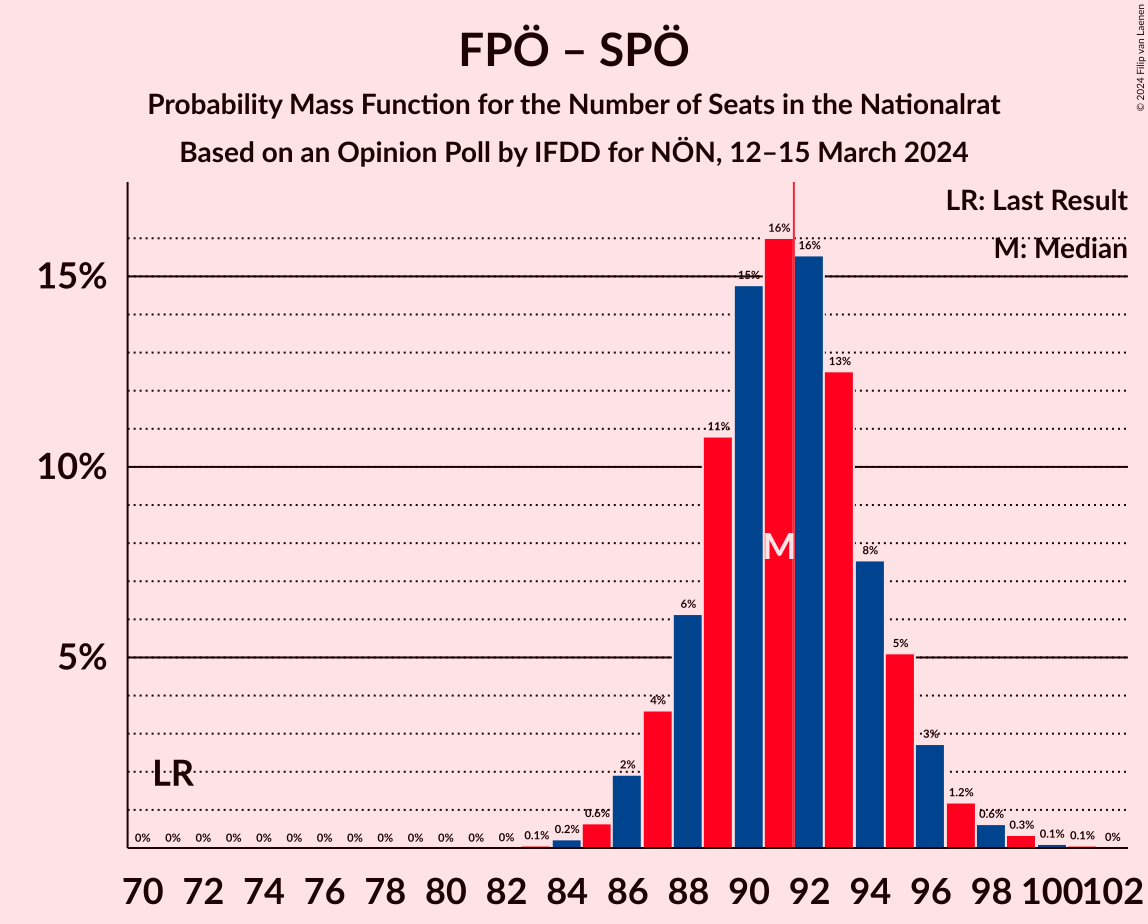 © 2024 Filip van Laenen
FPÖ – SPÖ
Probability Mass Function for the Number of Seats in the Nationalrat
Based on an Opinion Poll by IFDD for NÖN, 12–15 March 2024
LR: Last Result
M: Median
15%
10%
5%
LR
M
0% 0% 0% 0% 0% 0% 0% 0% 0% 0% 0% 0% 0% 0.1% 0.2% 0.6% 2% 4% 6% 11% 15% 16% 16% 13% 8% 5% 3% 1.2% 0.6% 0.3% 0.1% 0.1% 0%
70 72 74 76 78 80 82 84 86 88 90 92 94 96 98 100 102